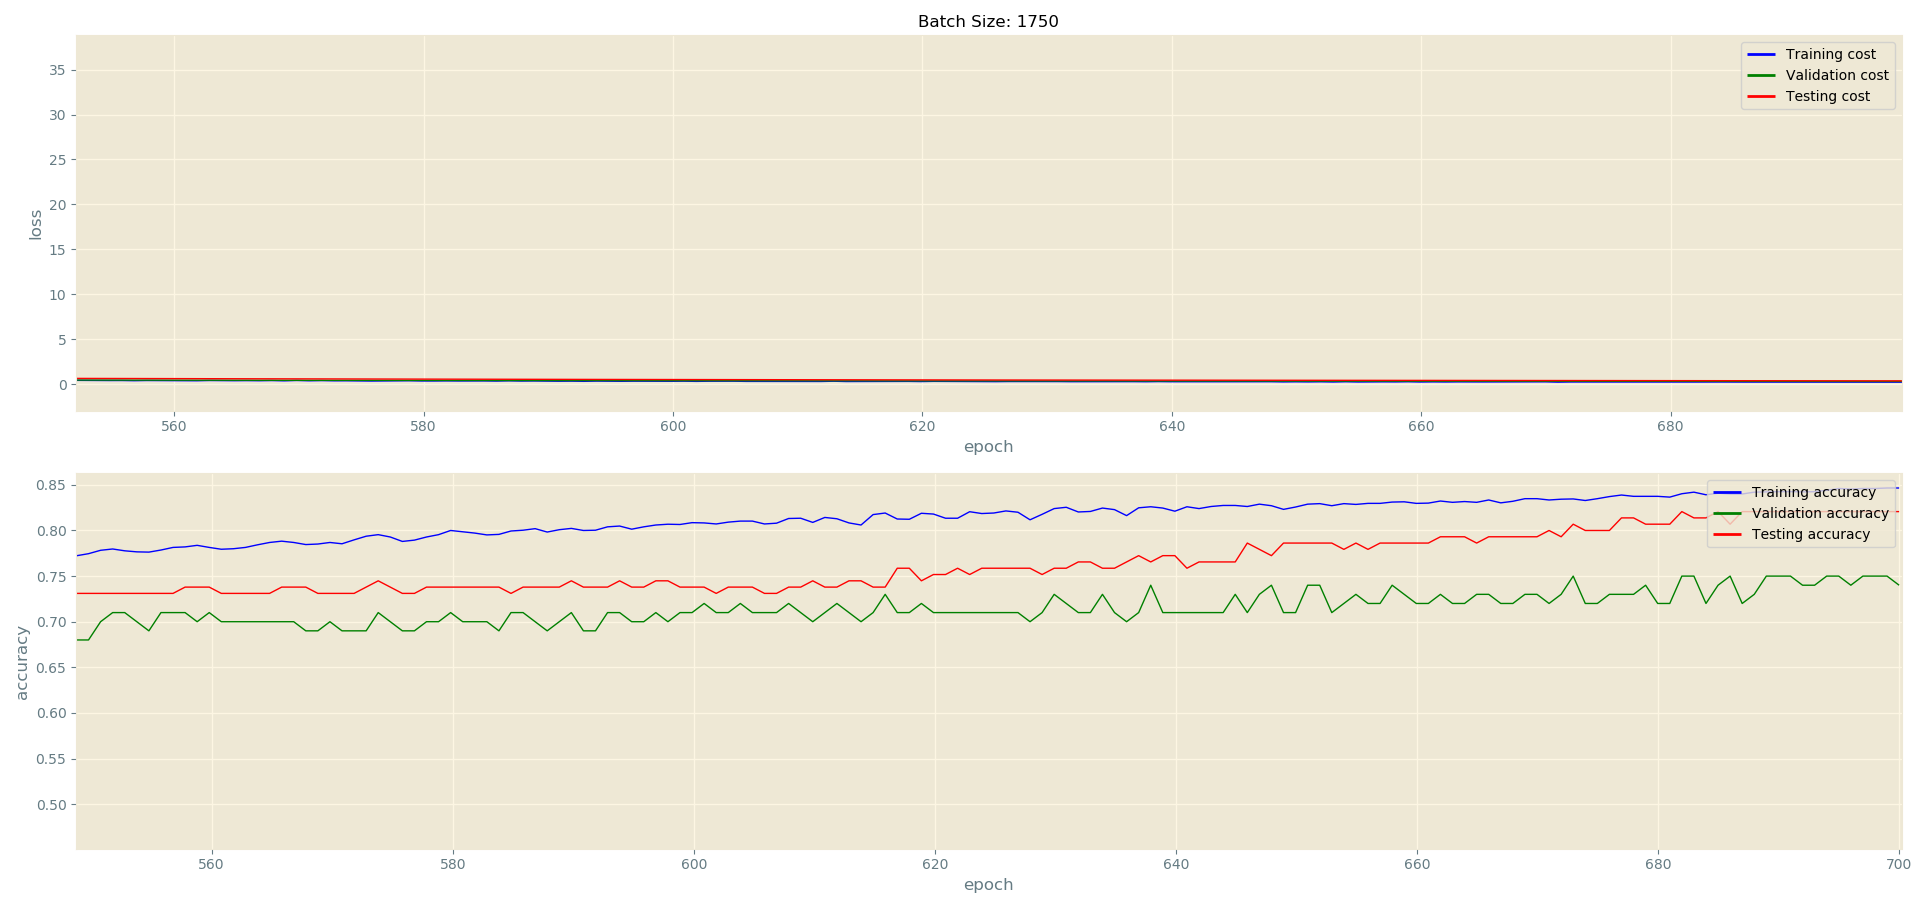 Batch Size: 1750
35
30
25
20
15
10
5
0
loss
Training cost
Validation cost
Testing cost
560 580 600 620 640 660 680
epoch
0.85
0.80
0.75
0.70
0.65
0.60
0.55
0.50
accuracy
Training accuracy
Validation accuracy
Testing accuracy
560 580 600 620 640 660 680 700
epoch